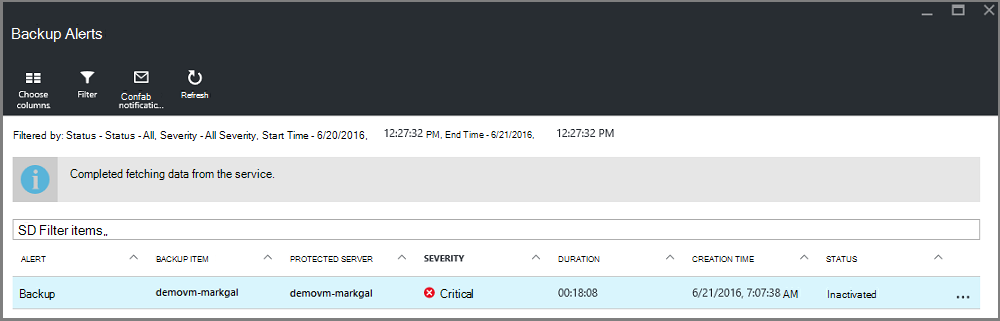 Backup Alerts
Choose columns
Filter
Confab notificatic...
Refresh
Filtered by: Status - Status - All, Severity - All Severity, Start Time - 6/20/2016, 12:27:32 PM, End Time - 6/21/2016, 12:27:32 PM
Completed fetching data from the service.
SD Filter items,,
ALERT BACKUP ITEM PROTECTED SERVER SEVERITY DURATION CREATION TIME STATUS
Backup demovm-markgal demovm-markgal Critical 00:18:08 6/21/2016, 7:07:38 AM Inactivated ...